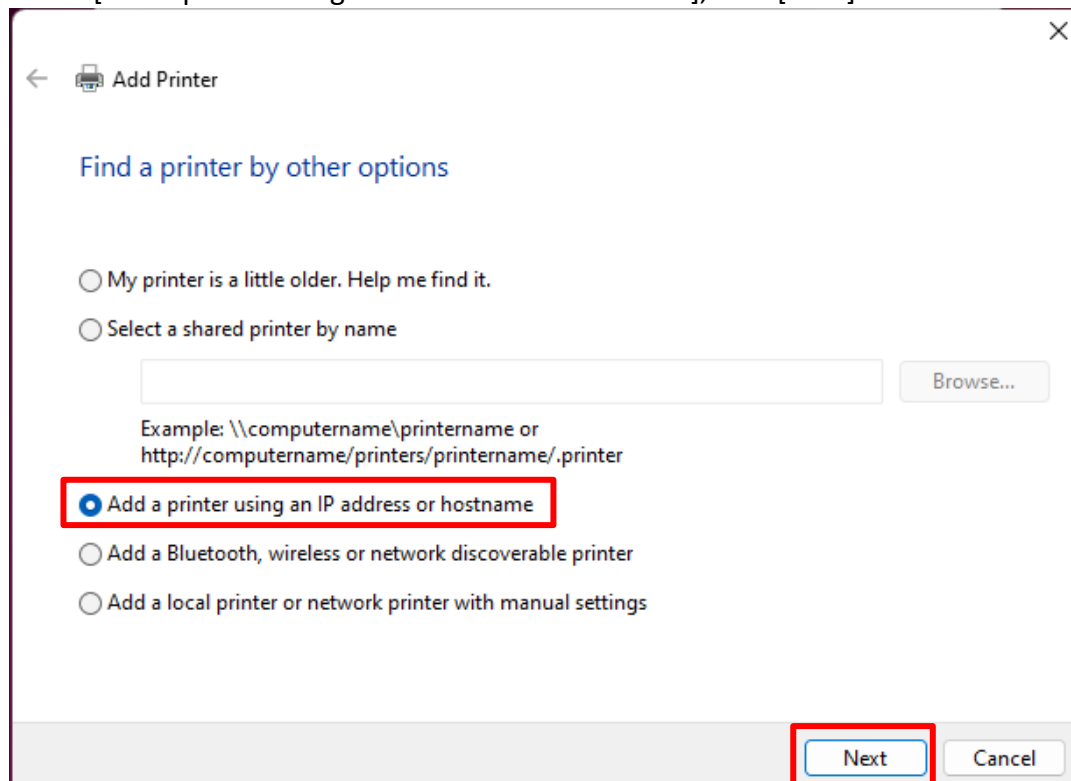 Add Printer
Find a printer by other options
My printer is a little older. Help me find it.
Select a shared printer by name
Browse...
Example: \\computername\printername or
http://computername/printers/printername/.printer
Add a printer using an IP address or hostname
Add a Bluetooth, wireless or network discoverable printer
Add a local printer or network printer with manual settings
Next
Cancel